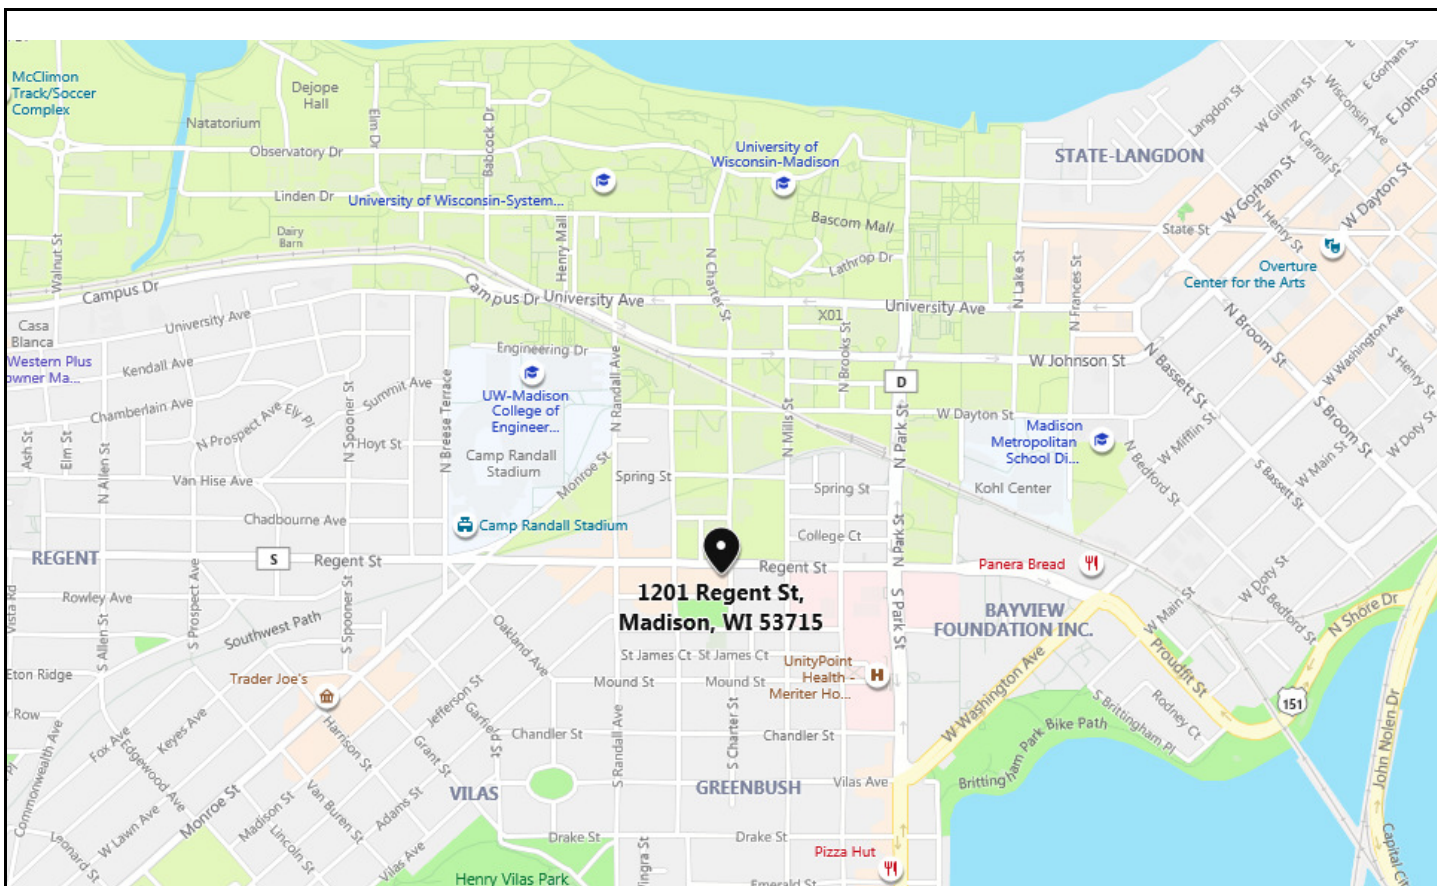 McClimon
Track/Soccer
Complex
Dejope
Hall
Natatorium
Elm Dr
Babcock Dr
Observatory Dr
Linden Dr
University of Wisconsin-System...
University of
Wisconsin-Madison
Bascom Mall
Lathrop Dr
Dairy
Barn
Henry Mall
Walnut St
Campus Dr
Campus Dr
University Ave
University Ave
University Ave
N Charter St
N Lake St
N Frances St
STATE-LANGDON
Langdon St
W Gilman St
Wisconsin Ave
E Gorham St
E Johnson
N Carroll St
W Gorham St
N Henry St
W Dayton St
State St
Overture
Center for the Arts
N Broom St
W Washington Ave
S Henry St
Casa
Blanca
Western Plus
owner Ma...
Kendall Ave
Chamberlain Ave
Summit Ave
N Prospect Ave
Ely Pl
Hoyt St
Ash St
Elm St
N Allen St
N Spooner St
N Breese Terrace
Van Hise Ave
Chadbourne Ave
Engineering Dr
UW-Madison
College of
Engineer...
Camp Randall
Stadium
Camp Randall Stadium
N Randall Ave
Monroe St
X01
N Brooks St
W Johnson St
D
W Dayton St
N Mills St
N Park St
Spring St
Spring St
College Ct
N Park St
Madison
Metropolitan
School Di...
Kohl Center
N Bassett St
N Bedford St
W Mifflin St
S Broom St
W Doty St
W Main St
S Bassett St
REGENT
S
Regent St
Regent St
1201 Regent St,
Madison, WI 53715
Panera Bread
BAYVIEW
FOUNDATION INC.
W Doty St
S Bedford St
W Main St
N Shore Dr
Vista Rd
Rowley Ave
S Allen St
S Prospect Ave
S Spooner St
Southwest Path
Eton Ridge
Trader Joe's
Oakland Ave
St James Ct
St James Ct
Mound St
Mound St
UnityPoint
Health -
Meriter Ho...
H
S Park St
W Washington Ave
Proudfit St
S Brittingham Pl
Rodney Ct
151
John Nolen Dr
Brittingham Park Bike Path
Row
Fox Ave
Keyes Ave
Edgewood Ave
Commonwealth Ave
Harrison St
Jefferson St
Garfield St
Grant St
Chandler St
Chandler St
S Randall Ave
S Charter St
VILAS
GREENBUSH
Vilas Ave
Pl
Monroe St
W Lawn Ave
Leonard St
Madison St
Lincoln St
Van Buren St
Adams St
Vilas Ave
Drake St
Drake St
Henry Vilas Park
Wingra St
Pizza Hut
Emerald St
Capital Ci